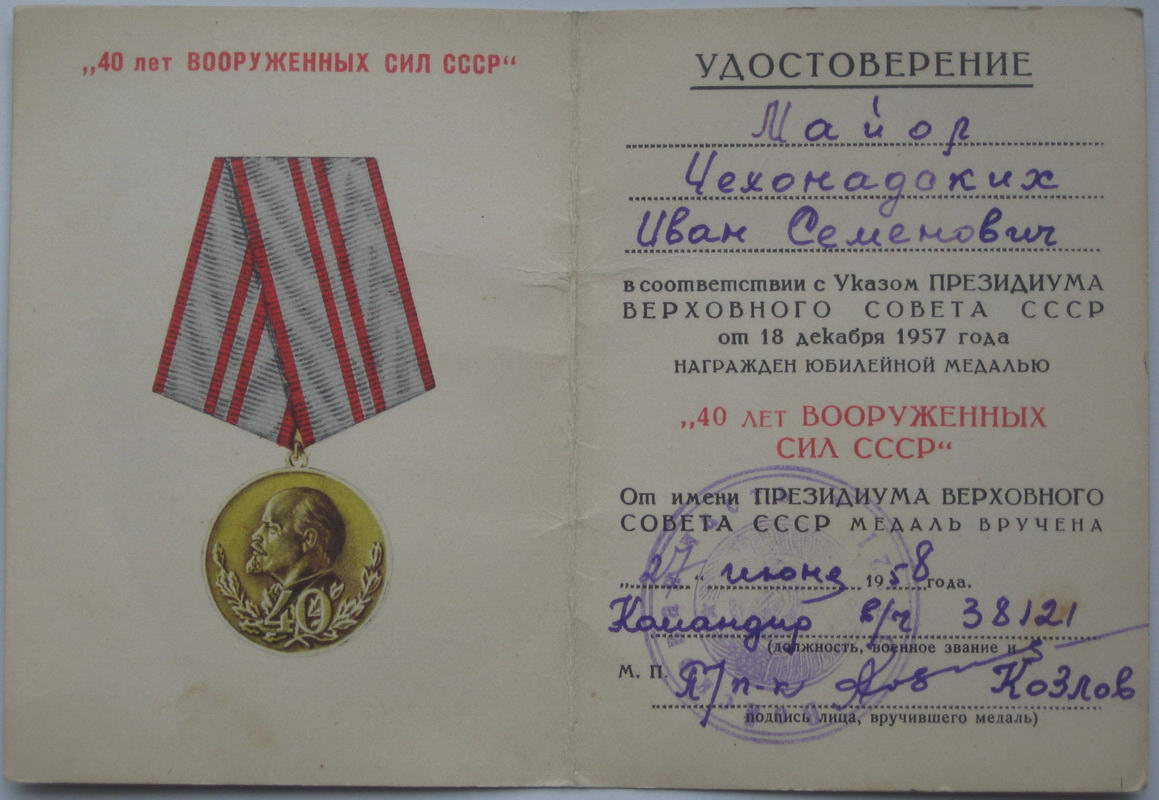 „40 лет ВООРУЖЕННЫХ СИЛ СССР“
40
УДОСТОВЕРЕНИЕ
Майор
Чехонадских
Иван Семенович
в соответствии с Указом ПРЕЗИДИУМА
ВЕРХОВНОГО СОВЕТА СССР
от 18 декабря 1957 года
НАГРАЖДЕН ЮБИЛЕЙНОЙ МЕДАЛЬЮ
„40 ЛЕТ ВООРУЖЕННЫХ
СИЛ СССР“
От имени ПРЕЗИДИУМА ВЕРХОВНОГО
СОВЕТА СССР МЕДАЛЬ ВРУЧЕНА
„27“ июня 1958 года.
Командир в/ч 38121
(должность, военное звание и
М. П. П/п-к Козлов
подпись лица, вручившего медаль)